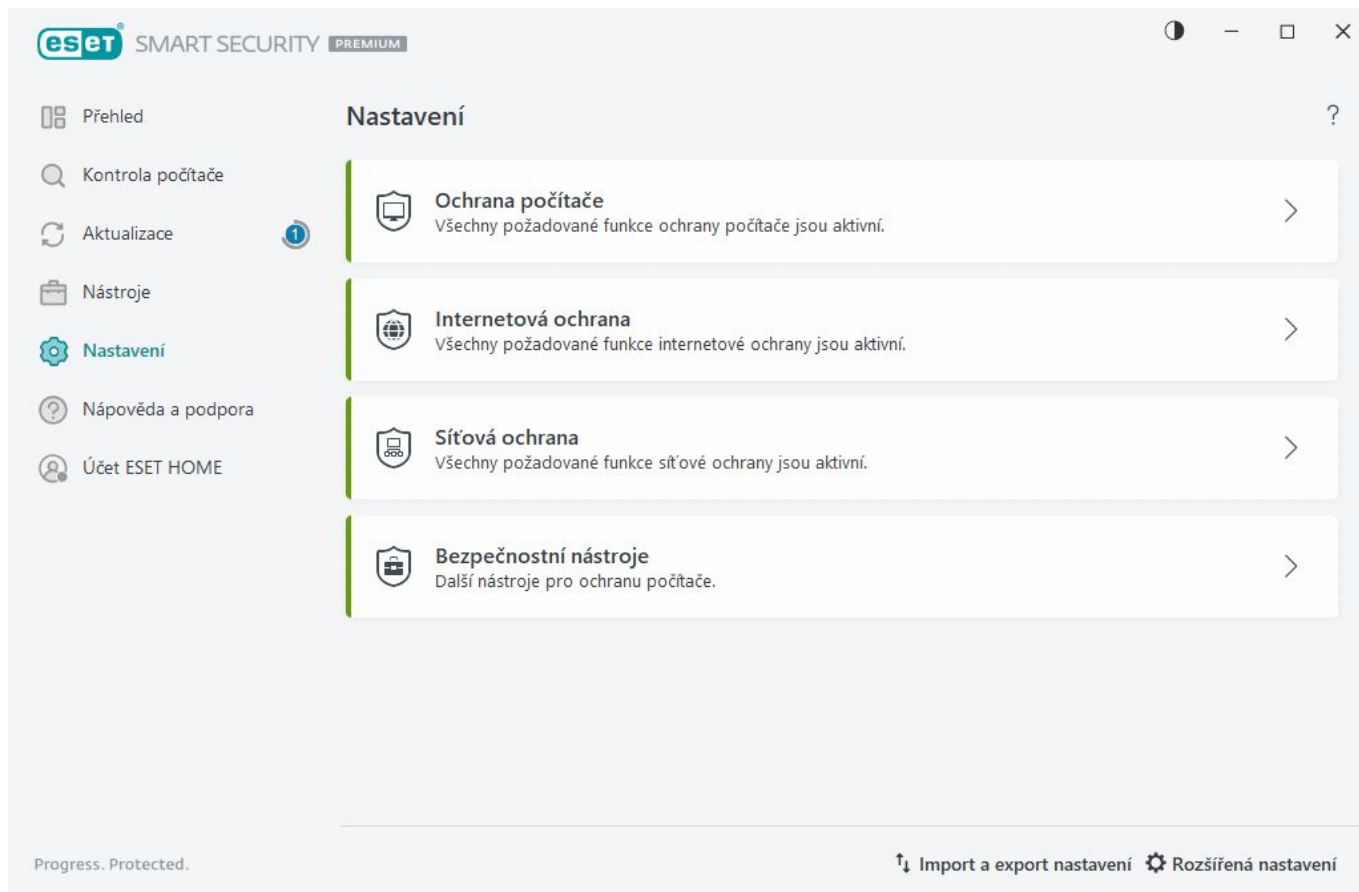 eset® SMART SECURITY PREMIUM
Přehled
Kontrola počítače
Aktualizace 1
Nástroje
Nastavení
Nápověda a podpora
Účet ESET HOME
Nastavení ?
Ochrana počítače
Všechny požadované funkce ochrany počítače jsou aktivní.
Internetová ochrana
Všechny požadované funkce internetové ochrany jsou aktivní.
Síťová ochrana
Všechny požadované funkce síťové ochrany jsou aktivní.
Bezpečnostní nástroje
Další nástroje pro ochranu počítače.
Progress. Protected.
Import a export nastavení Rozšířená nastavení